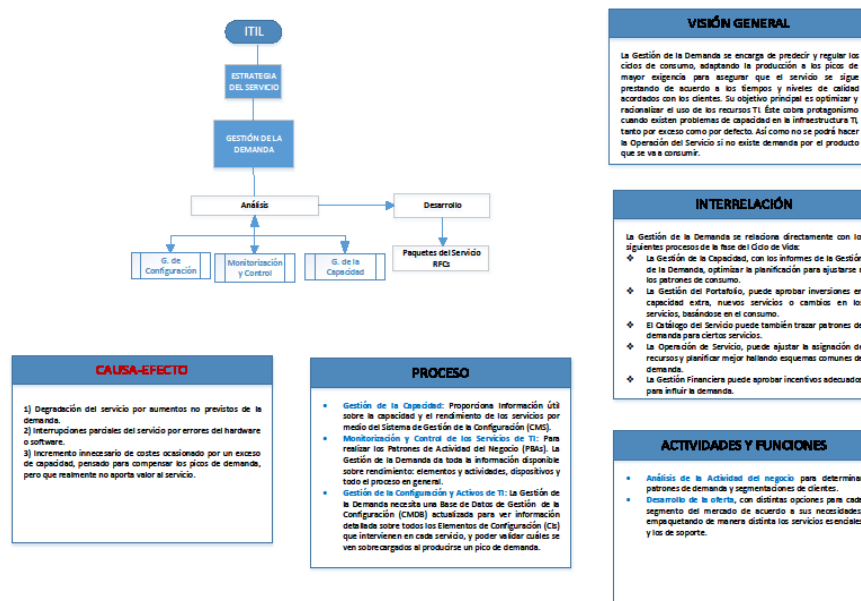 ITIL
ESTRATEGIA
DEL SERVICIO
GESTIÓN DE LA
DEMANDA
Análisis
Desarrollo
G. de
Configuración
Monitorización
y Control
G. de la
Capacidad
Paquetes del Servicio
RFCs
VISIÓN GENERAL
La Gestión de la Demanda se encarga de predecir y regular los
ciclos de consumo, adaptando la producción a los picos de
mayor exigencia para asegurar que el servicio se sigue
prestando de acuerdo a los tiempos y niveles de calidad
acordados con los clientes. Su objetivo principal es optimizar y
racionalizar el uso de los recursos TI. Éste cobra protagonismo
cuando existen problemas de capacidad en la infraestructura TI,
tanto por exceso como por defecto. Así como no se podrá hacer
la Operación del Servicio si no existe demanda por el producto
que se va a consumir.
INTERRELACIÓN
La Gestión de la Demanda se relaciona directamente con lo
siguientes procesos de la fase del Ciclo de Vida:
❖ La Gestión de la Capacidad, con los informes de la Gestión
de la Demanda, optimizar la planificación para ajustarse a
los patrones de consumo.
❖ La Gestión del Portafolio, puede aprobar inversiones en
capacidad extra, nuevos servicios o cambios en los
servicios, basándose en el consumo.
❖ El Catálogo del Servicio puede también trazar patrones de
demanda para ciertos servicios.
❖ La Operación de Servicio, puede ajustar la asignación de
recursos y planificar mejor hallando esquemas comunes de
demanda.
❖ La Gestión Financiera puede aprobar incentivos adecuados
para influir la demanda.
CAUSA-EFECTO
1) Degradación del servicio por aumentos no previstos de la
demanda.
2) Interrupciones parciales del servicio por errores del hardware
o software.
3) Incremento innecesario de costes ocasionado por un exceso
de capacidad, pensado para compensar los picos de demanda,
pero que realmente no aporta valor al servicio.
PROCESO
• Gestión de la Capacidad: Proporciona información útil
sobre la capacidad y el rendimiento de los servicios por
medio del Sistema de Gestión de la Configuración (CMS).
• Monitorización y Control de los Servicios de TI: Para
realizar los Patrones de Actividad del Negocio (PBAs). La
Gestión de la Demanda da toda la información disponible
sobre rendimiento: elementos y actividades, dispositivos y
todo el proceso en general.
• Gestión de la Configuración y Activos de TI: La Gestión de
la Demanda necesita una Base de Datos de Gestión de la
Configuración (CMDB) actualizada para ver información
detallada sobre todos los Elementos de Configuración (CIs)
que intervienen en cada servicio, y poder validar cuáles se
ven sobrecargados al producirse un pico de demanda.
ACTIVIDADES Y FUNCIONES
• Análisis de la Actividad del negocio para determinar
patrones de demanda y segmentaciones de clientes.
• Desarrollo de la oferta, con distintas opciones para cada
segmento del mercado de acuerdo a sus necesidades,
empaquetando de manera distinta los servicios esenciales
y los de soporte.